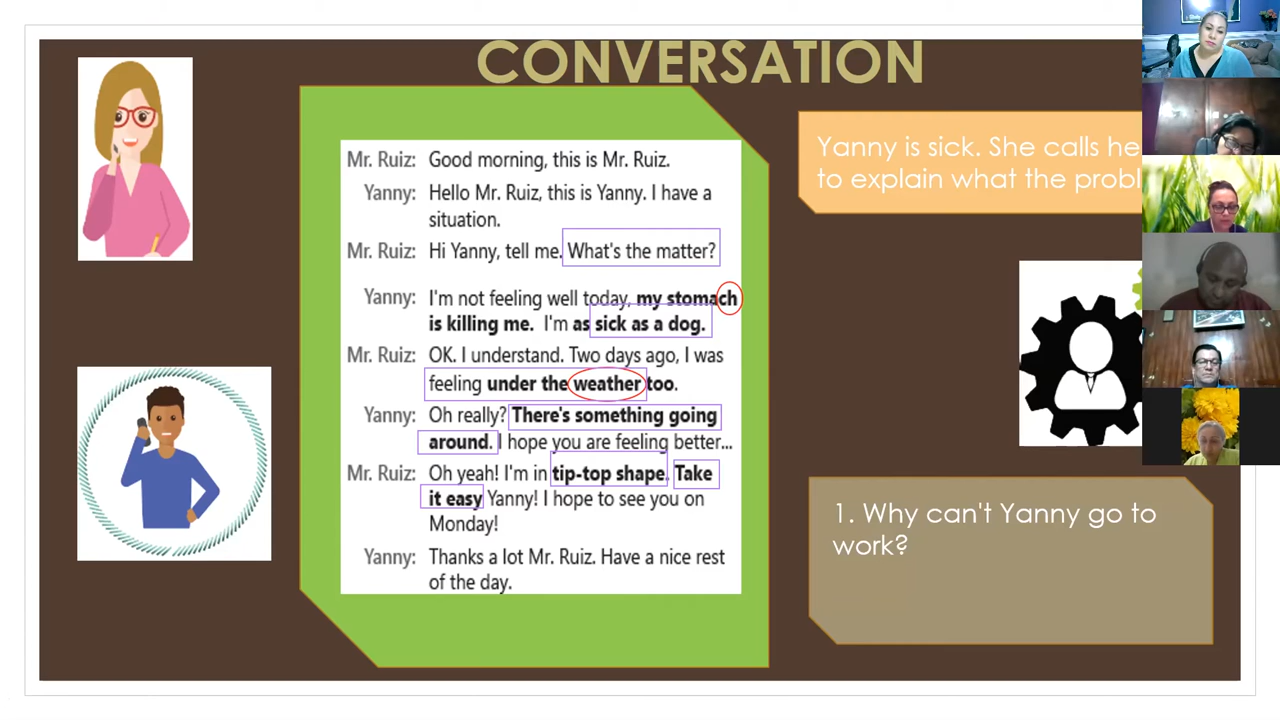 CONVERSATION
Mr. Ruiz: Good morning, this is Mr. Ruiz.
Yanny: Hello Mr. Ruiz, this is Yanny. I have a
situation.
Mr. Ruiz: Hi Yanny, tell me. What's the matter?
Yanny: I'm not feeling well today, my stomach
is killing me. I'm as sick as a dog.
Mr. Ruiz: OK. I understand. Two days ago, I was
feeling under the weather too.
Yanny: Oh really? There's something going
around. I hope you are feeling better...
Mr. Ruiz: Oh yeah! I'm in tip-top shape. Take
it easy Yanny! I hope to see you on
Monday!
Yanny: Thanks a lot Mr. Ruiz. Have a nice rest
of the day.
Yanny is sick. She calls
to explain what the
1. Why can't Yanny go to
work?